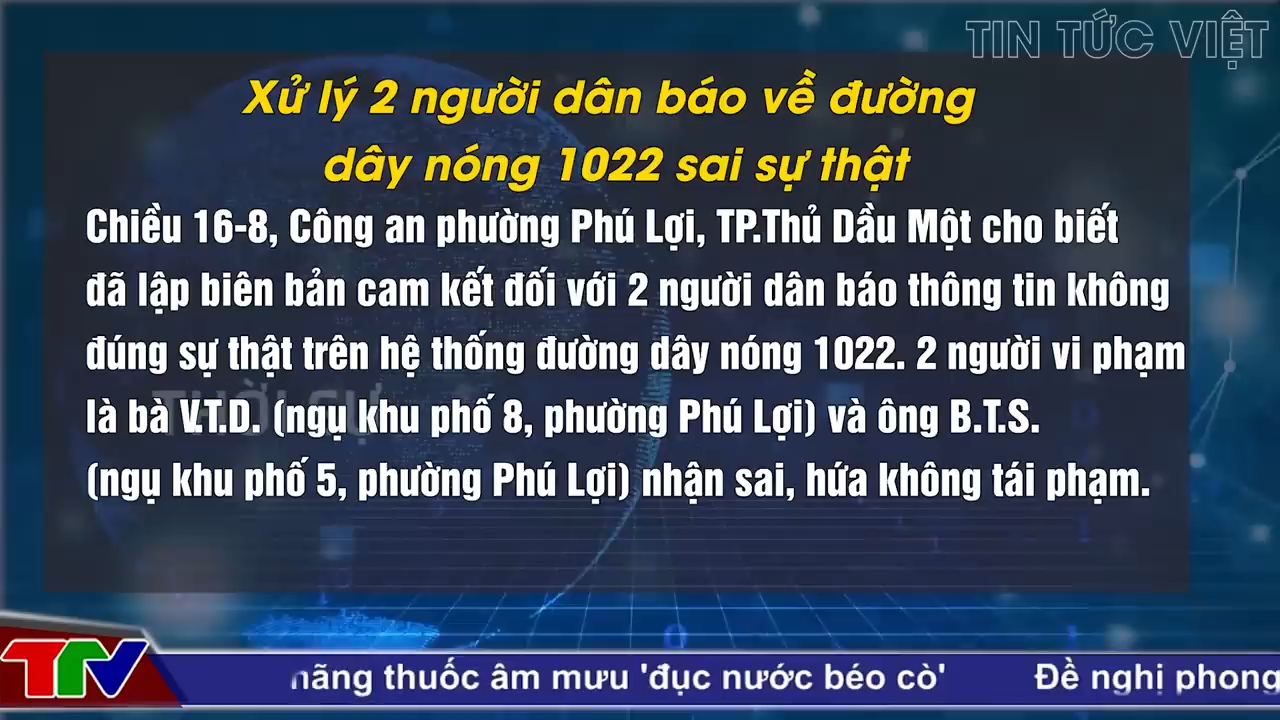 TIN TỨC VIỆT
Xử lý 2 người dân báo về đường
dây nóng 1022 sai sự thật
Chiều 16-8, Công an phường Phú Lợi, TP.Thủ Dầu Một cho biết
đã lập biên bản cam kết đối với 2 người dân báo thông tin không
đúng sự thật trên hệ thống đường dây nóng 1022. 2 người vi phạm
là bà V.T.D. (ngụ khu phố 8, phường Phú Lợi) và ông B.T.S.
(ngụ khu phố 5, phường Phú Lợi) nhận sai, hứa không tái phạm.
THỜI SỰ
TTV
năng thuốc âm mưu 'đục nước béo cò' Đề nghị phong